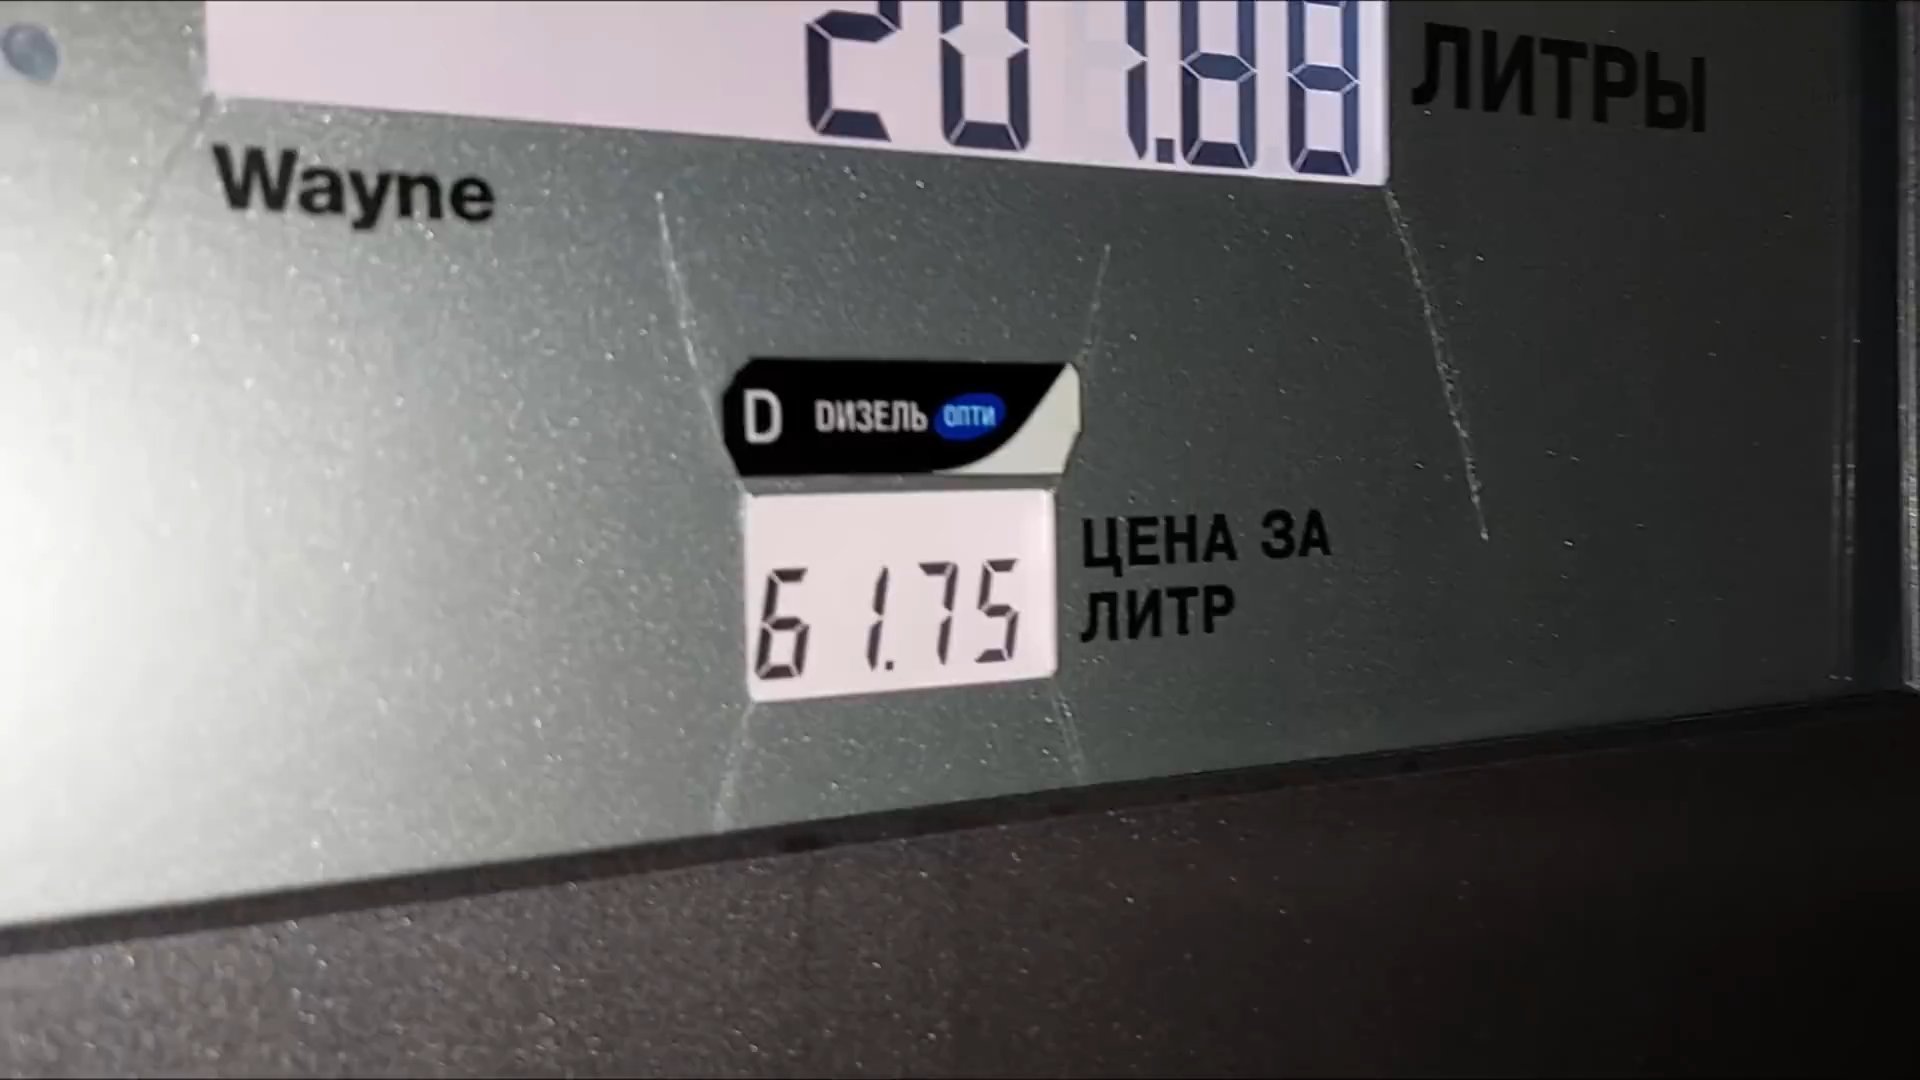 ЛИТРЫ
Wayne
D DИЗЕЛЬ ОПТИ
61.75
ЦЕНА ЗА
ЛИТР